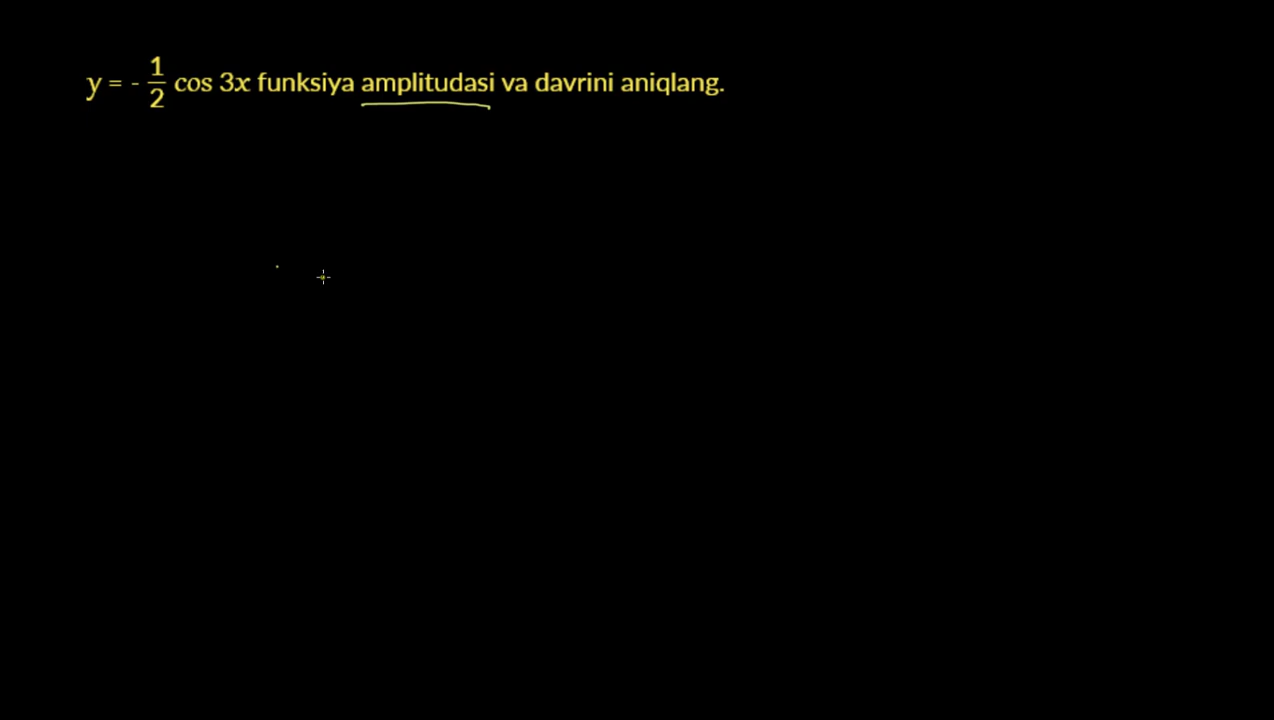 y = - 1/2 cos 3x funksiya amplitudasi va davrini aniqlang.